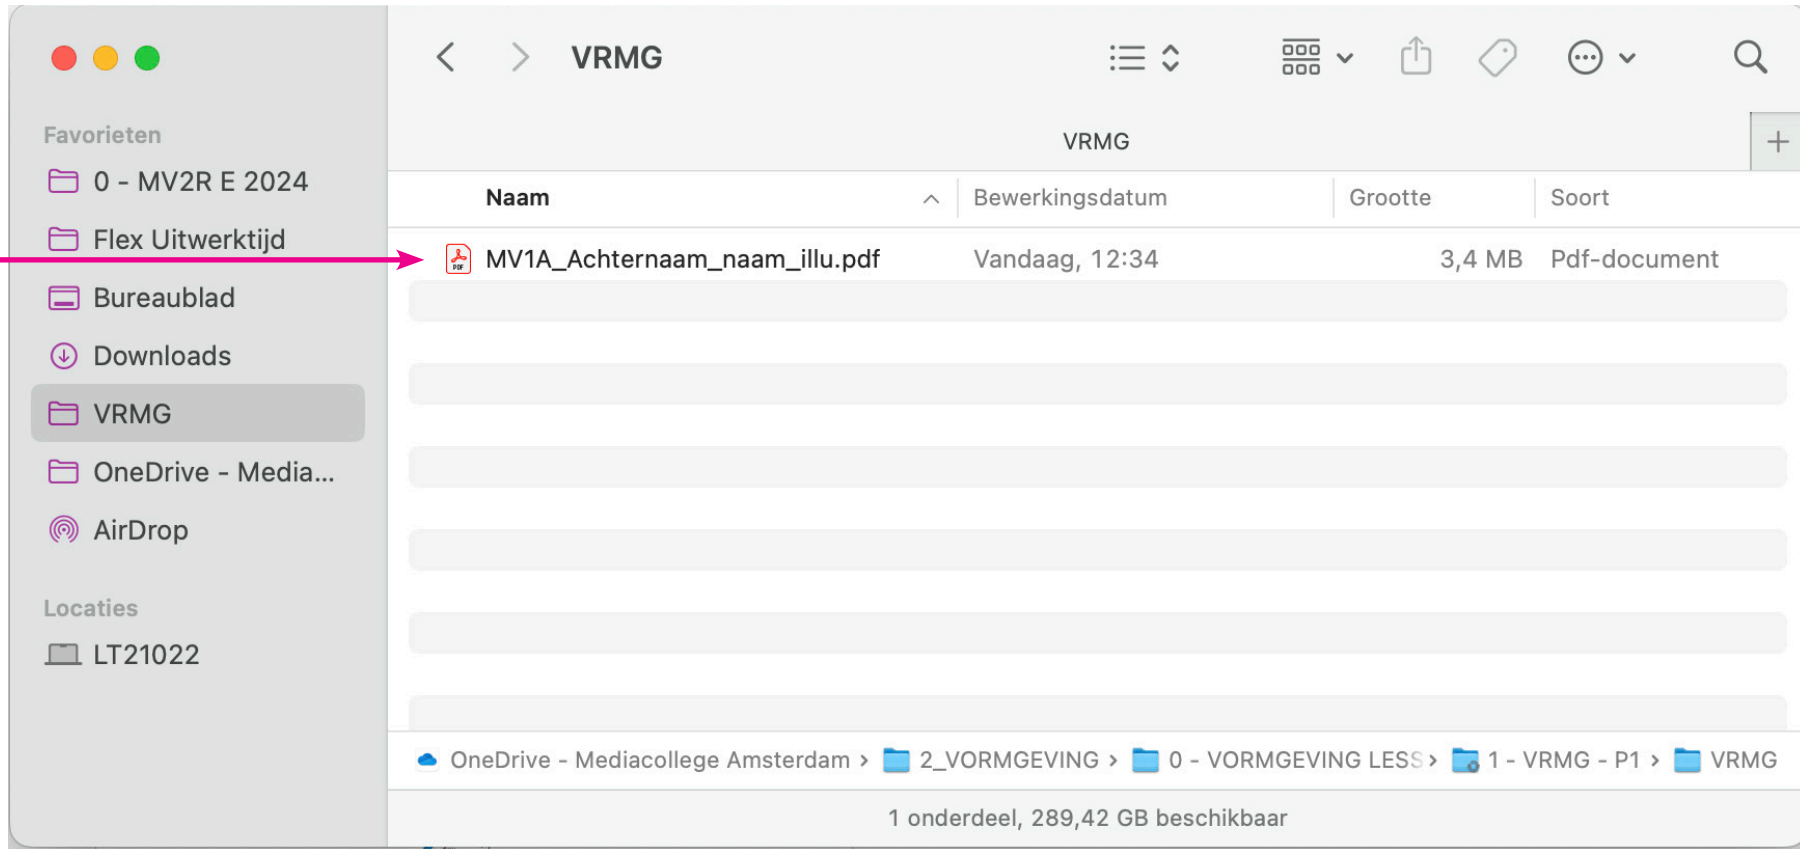 VRMG
VRMG
Favorieten
0 - MV2R E 2024
Flex Uitwerktijd
Bureaublad
Downloads
VRMG
OneDrive - Media...
AirDrop
Locaties
LT21022
Naam Bewerkingsdatum Grootte Soort
PDF MV1A_Achternaam_naam_illu.pdf Vandaag, 12:34 3,4 MB Pdf-document
OneDrive - Mediacollege Amsterdam › 2_VORMGEVING › 0 - VORMGEVING LESS › 1 - VRMG - P1 › VRMG
1 onderdeel, 289,42 GB beschikbaar